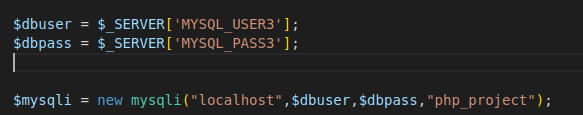 $dbuser = $_SERVER['MYSQL_USER3'];
$dbpass = $_SERVER['MYSQL_PASS3'];
$mysqli = new mysqli("localhost",$dbuser,$dbpass,"php_project");